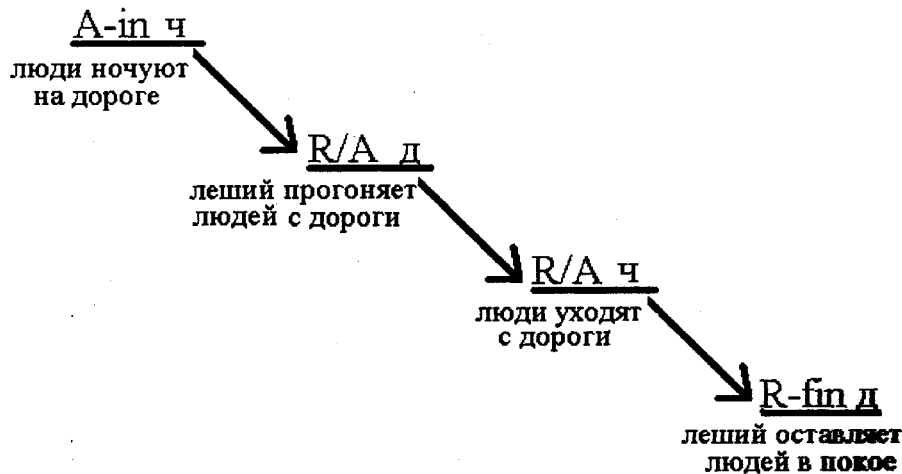 A-in ч
люди ночуют
на дороге
R/A д
леший прогоняет
людей с дороги
R/A ч
люди уходят
с дороги
R-fin д
леший оставляет
людей в покое